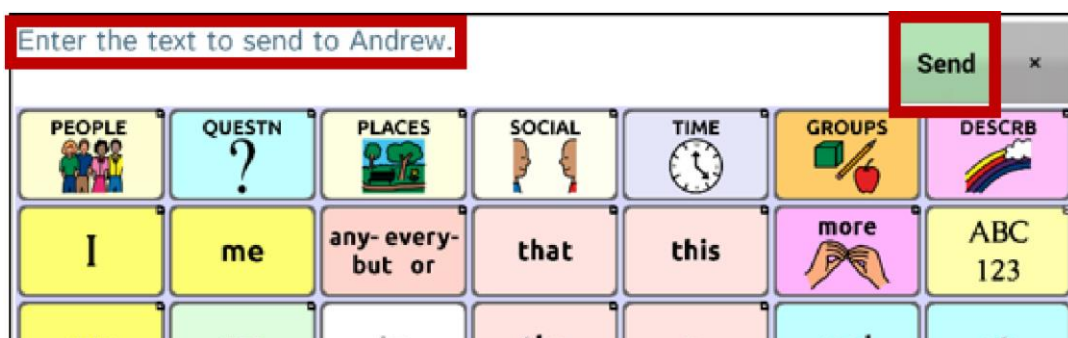 Enter the text to send to Andrew.
Send ×
PEOPLE QUESTN PLACES SOCIAL TIME GROUPS DESCRB
?
I me any- every- that this more ABC
but or 123